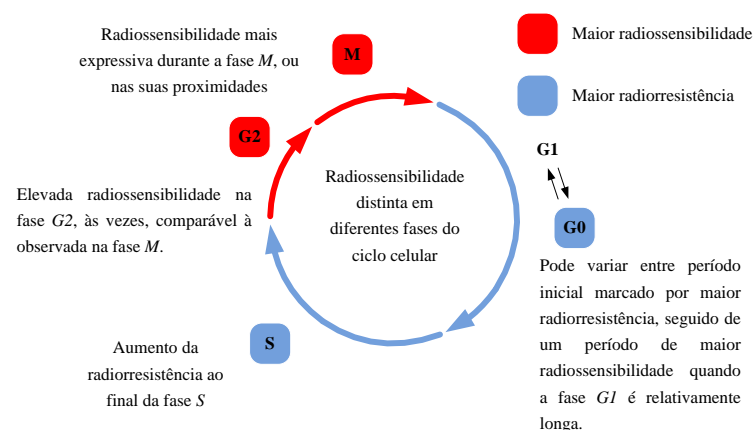 Radiossensibilidade mais
expressiva durante a fase M, ou
nas suas proximidades
M
Maior radiossensibilidade
Maior radiorresistência
G2
G1
G0
Elevada radiossensibilidade na
fase G2, às vezes, comparável à
observada na fase M.
Radiossensibilidade
distinta em
diferentes fases do
ciclo celular
Pode variar entre período
inicial marcado por maior
radiorresistência, seguido de
um período de maior
radiossensibilidade quando
a fase G1 é relativamente
longa.
S
Aumento da
radiorresistência ao
final da fase S